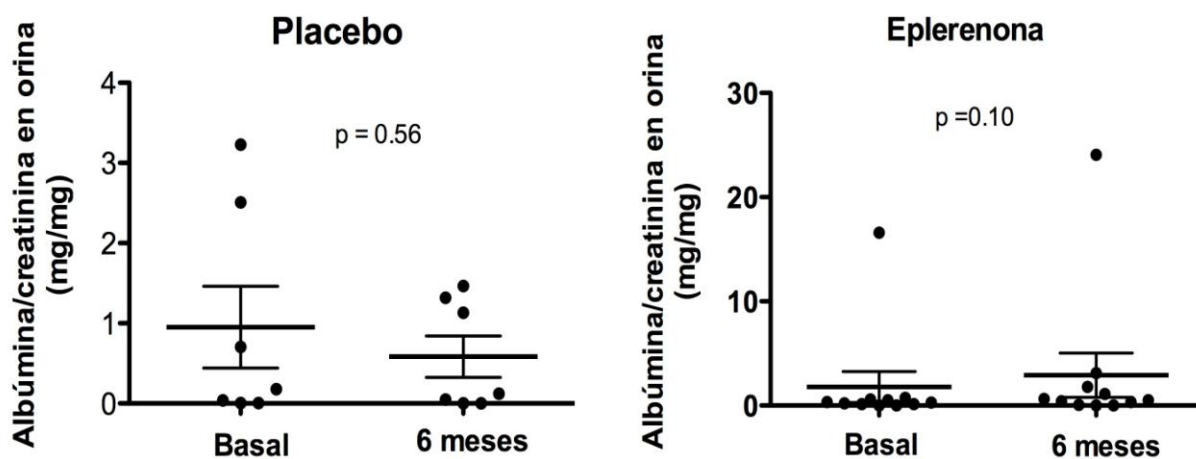 Placebo
Albúmina/creatinina en orina
(mg/mg)
4
3
2
1
0
p = 0.56
Basal
6 meses
Eplerenona
Albúmina/creatinina en orina
(mg/mg)
30
20
10
0
p =0.10
Basal
6 meses